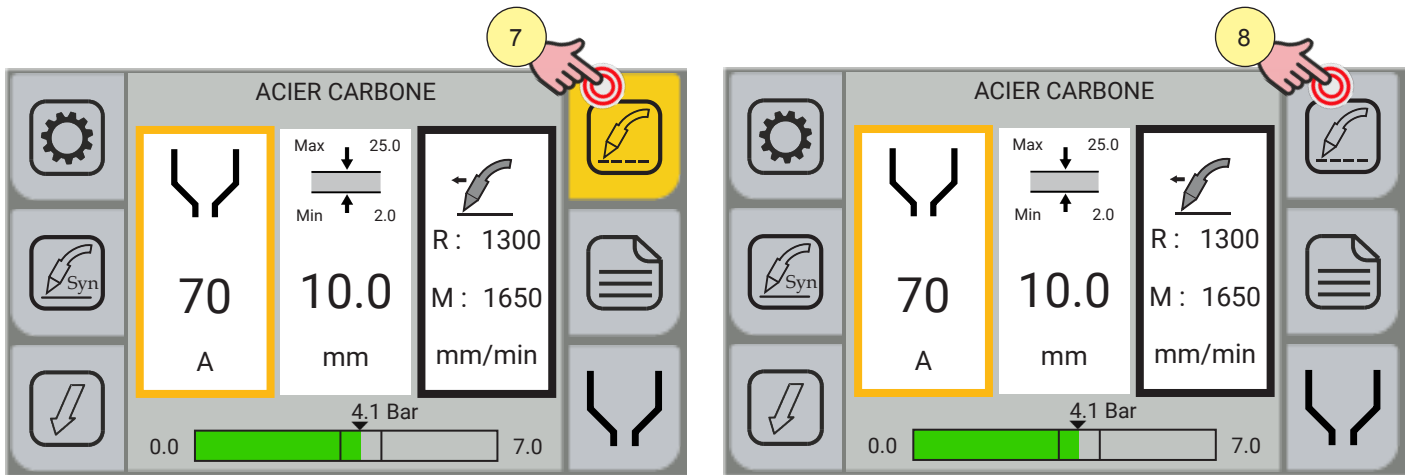 7
ACIER CARBONE
Max 25.0
Min 2.0
R : 1300
70
10.0
M : 1650
Syn
A
mm
mm/min
4.1 Bar
0.0
7.0
8
ACIER CARBONE
Max 25.0
Min 2.0
R : 1300
70
10.0
M : 1650
Syn
A
mm
mm/min
4.1 Bar
0.0
7.0